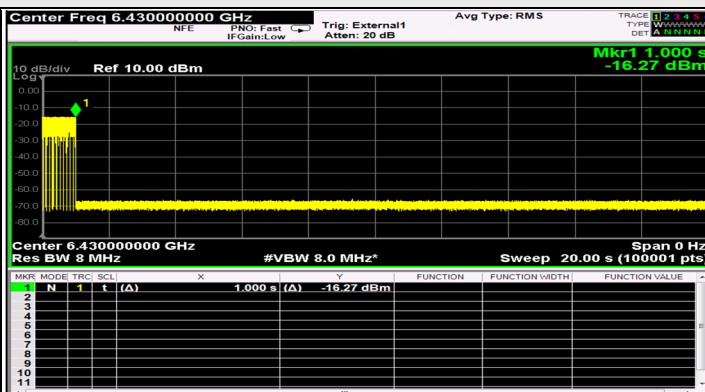 Center Freq 6.430000000 GHz
NFE
PNO: Fast
IFGain:Low
Trig: External1
Atten: 20 dB
Avg Type: RMS
TRACE 1 2 3 4 5
TYPE W
DET A N N N N
Mkr1 1.000 s
-16.27 dBm
10 dB/div Ref 10.00 dBm
Log
0.00
1
-10.0
-20.0
-30.0
-40.0
-50.0
-60.0
-70.0
-80.0
Center 6.430000000 GHz Span 0 Hz
Res BW 8 MHz #VBW 8.0 MHz* Sweep 20.00 s (100001 pts)
MKR MODE TRC SCL X Y FUNCTION FUNCTION WIDTH FUNCTION VALUE
1 N 1 t (Δ) 1.000 s (Δ) -16.27 dBm
2
3
4
5
6
7
8
9
10
11